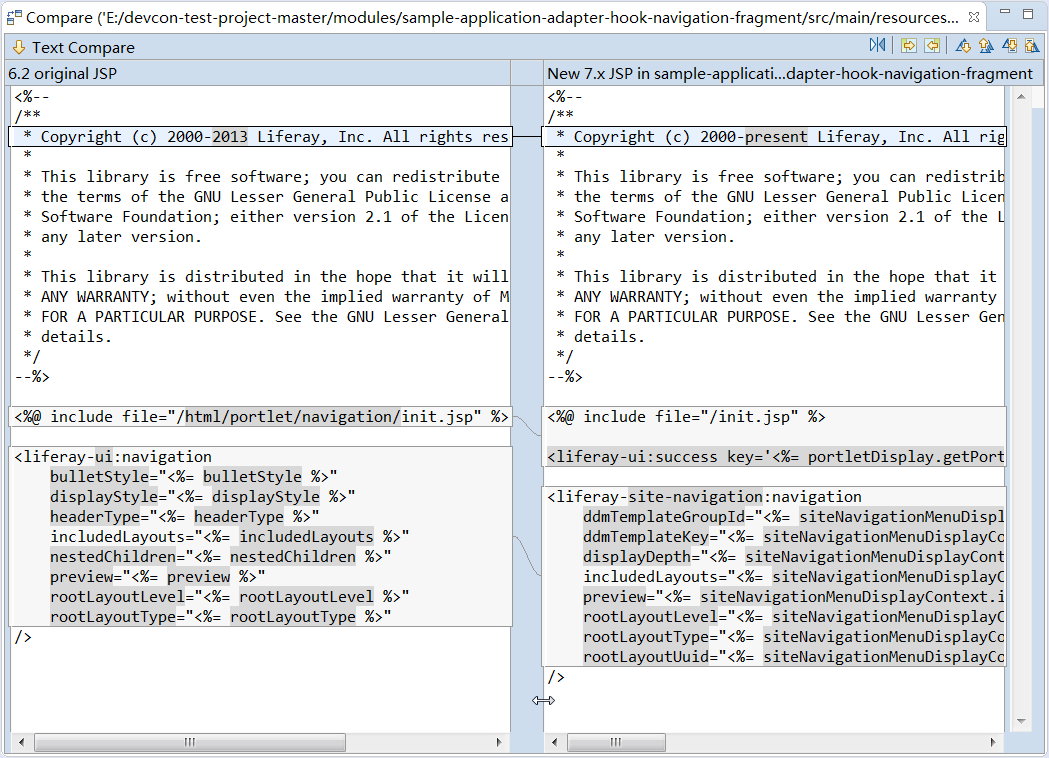 Compare ('E:/devcon-test-project-master/modules/sample-application-adapter-hook-navigation-fragment/src/main/resources...
Text Compare
6.2 original JSP
<%--
/**
 * Copyright (c) 2000-2013 Liferay, Inc. All rights res
 *
 * This library is free software; you can redistribute
 * the terms of the GNU Lesser General Public License a
 * Software Foundation; either version 2.1 of the Licen
 * any later version.
 *
 * This library is distributed in the hope that it will
 * ANY WARRANTY; without even the implied warranty of M
 * FOR A PARTICULAR PURPOSE. See the GNU Lesser General
 * details.
 */
--%>
<%@ include file="/html/portlet/navigation/init.jsp" %>
<liferay-ui:navigation
    bulletStyle="<%= bulletStyle %>"
    displayStyle="<%= displayStyle %>"
    headerType="<%= headerType %>"
    includedLayouts="<%= includedLayouts %>"
    nestedChildren="<%= nestedChildren %>"
    preview="<%= preview %>"
    rootLayoutLevel="<%= rootLayoutLevel %>"
    rootLayoutType="<%= rootLayoutType %>"
/>
New 7.x JSP in sample-applicati...dapter-hook-navigation-fragment
<%--
/**
 * Copyright (c) 2000-present Liferay, Inc. All rig
 *
 * This library is free software; you can redistrib
 * the terms of the GNU Lesser General Public Licen
 * Software Foundation; either version 2.1 of the L
 * any later version.
 *
 * This library is distributed in the hope that it
 * ANY WARRANTY; without even the implied warranty
 * FOR A PARTICULAR PURPOSE. See the GNU Lesser Gen
 * details.
 */
--%>
<%@ include file="/init.jsp" %>
<liferay-ui:success key='<%= portletDisplay.getPort
<liferay-site-navigation:navigation
    ddmTemplateGroupId="<%= siteNavigationMenuDispl
    ddmTemplateKey="<%= siteNavigationMenuDisplayCo
    displayDepth="<%= siteNavigationMenuDisplayCont
    includedLayouts="<%= siteNavigationMenuDisplayC
    preview="<%= siteNavigationMenuDisplayContext.i
    rootLayoutLevel="<%= siteNavigationMenuDisplayC
    rootLayoutType="<%= siteNavigationMenuDisplayCo
    rootLayoutUuid="<%= siteNavigationMenuDisplayCo
/>